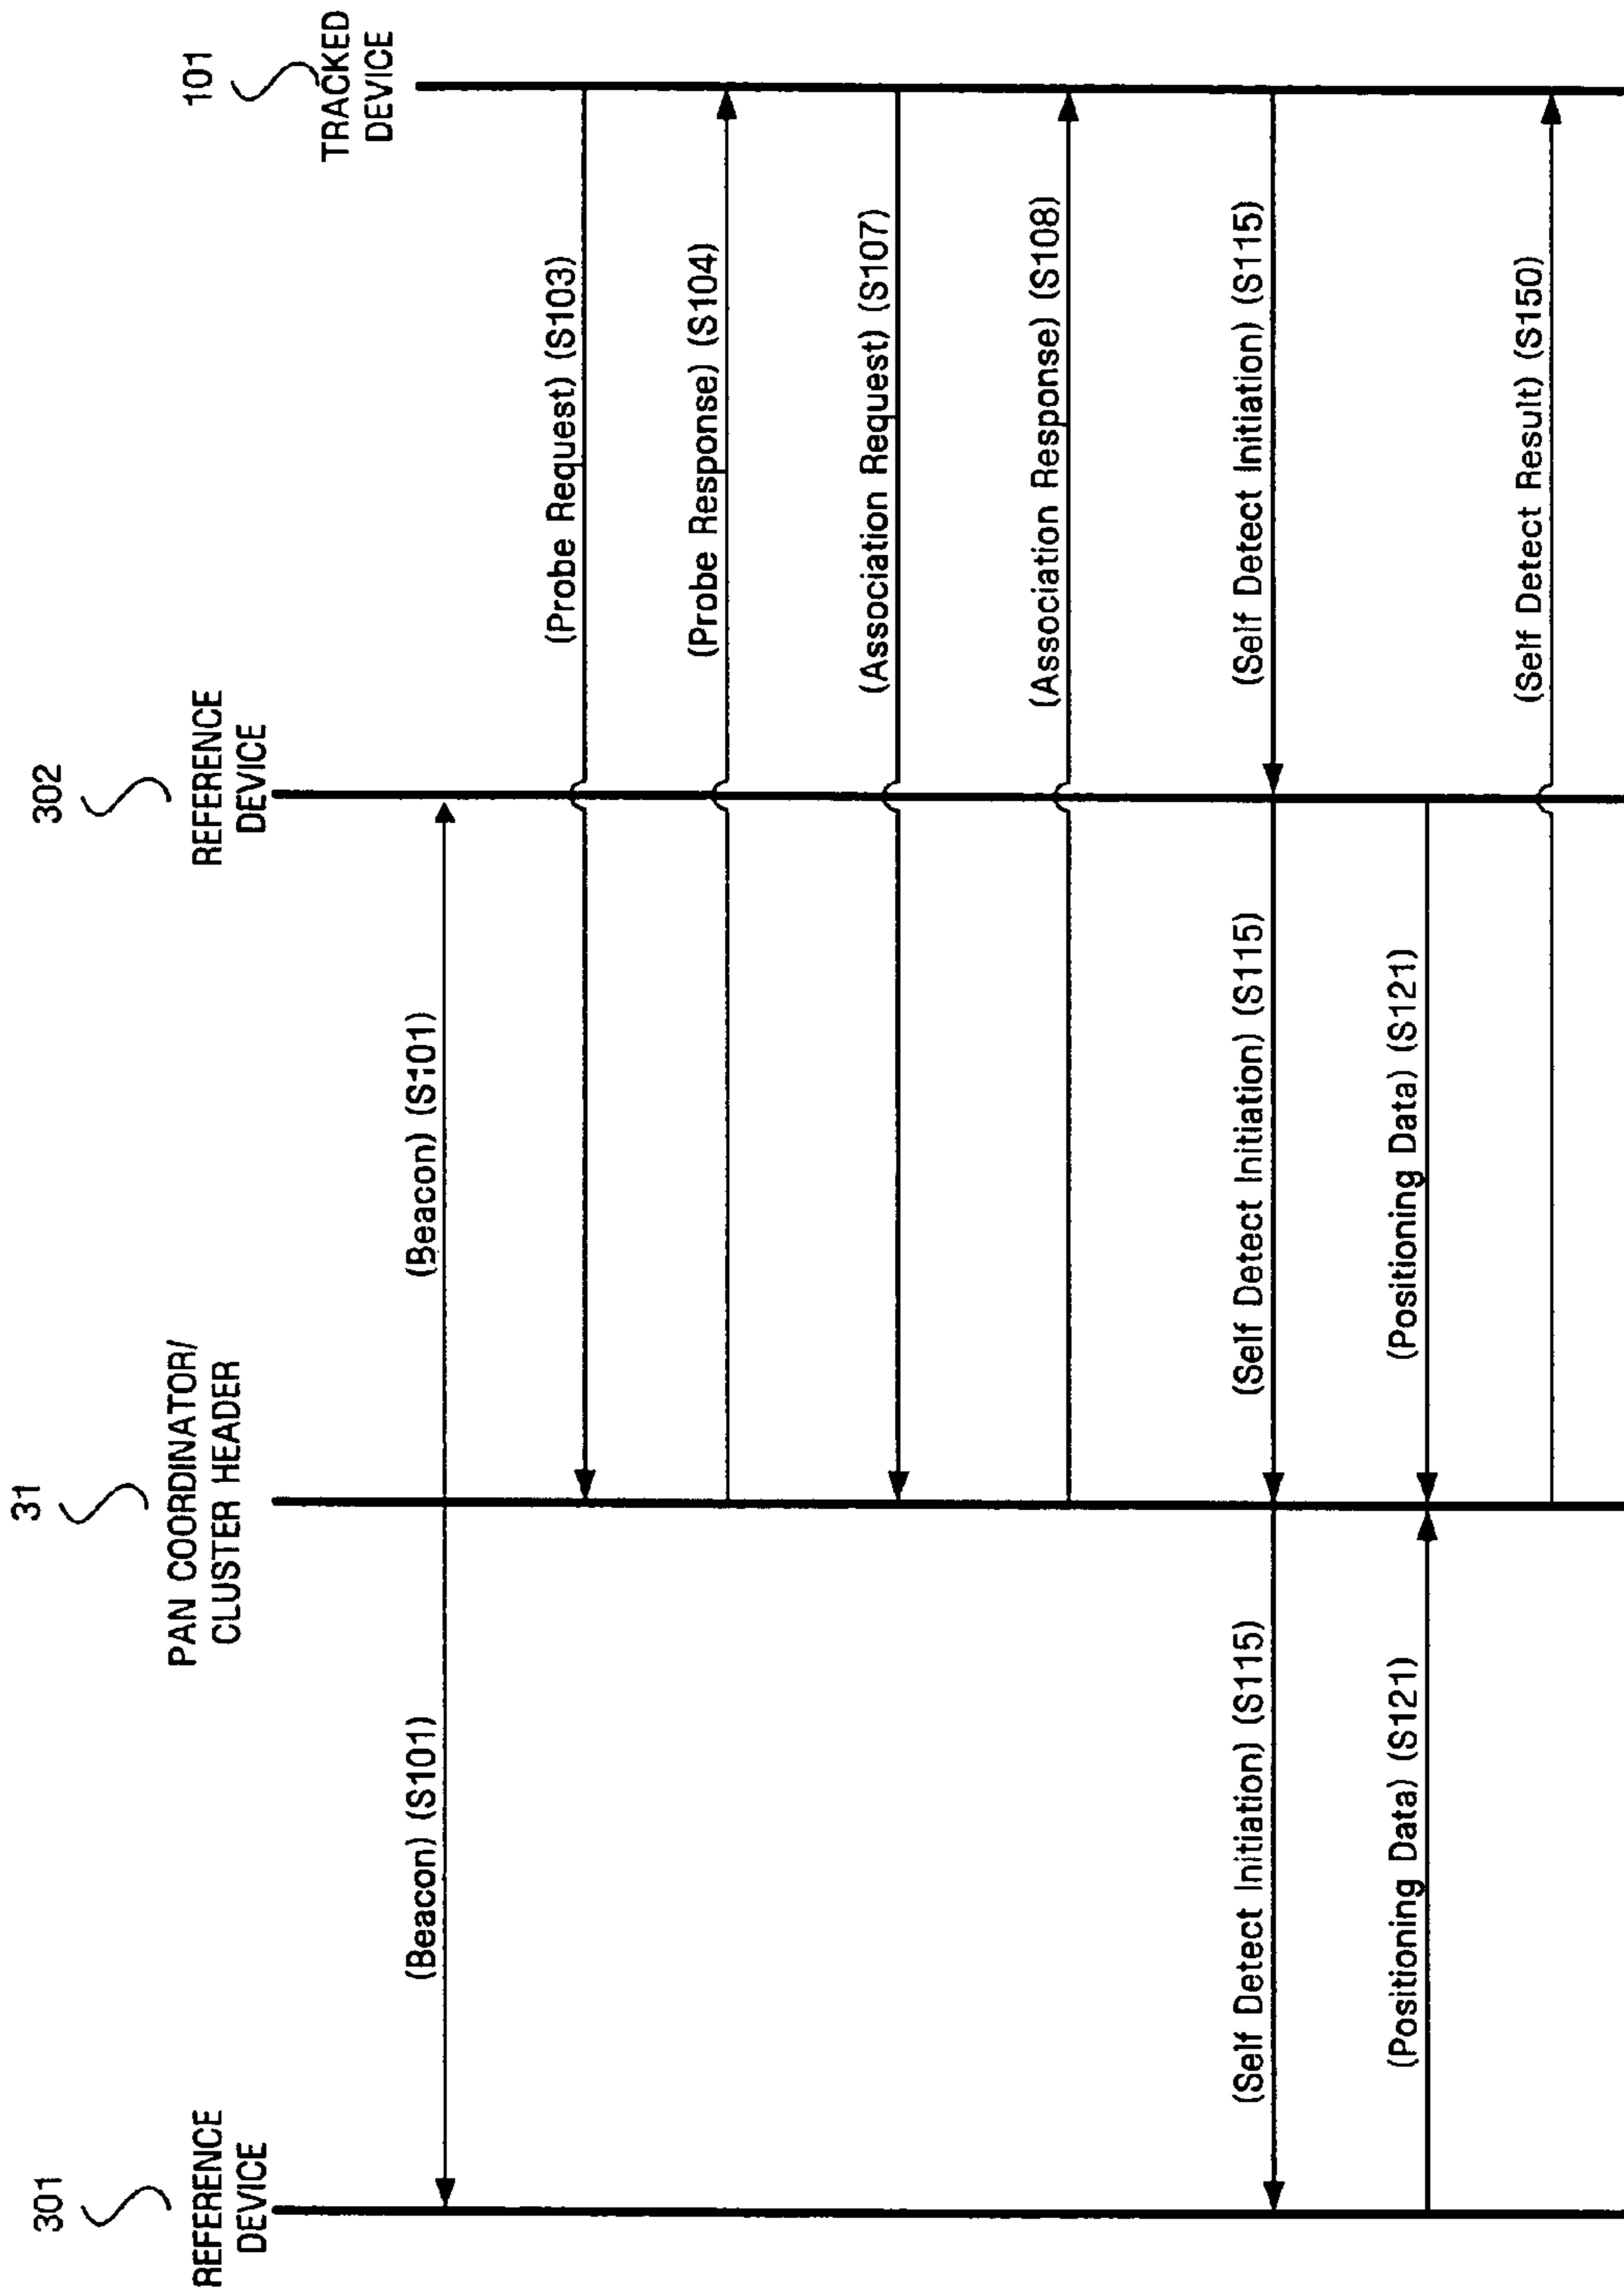 301
REFERENCE
DEVICE
31
PAN COORDINATOR/
CLUSTER HEADER
302
REFERENCE
DEVICE
101
TRACKED
DEVICE
(Beacon) (S101)
(Beacon) (S101)
(Probe Request) (S103)
(Probe Response) (S104)
(Association Request) (S107)
(Association Response) (S108)
(Self Detect Initiation) (S115)
(Self Detect Initiation) (S115)
(Self Detect Initiation) (S115)
(Positioning Data) (S121)
(Positioning Data) (S121)
(Self Detect Result) (S150)